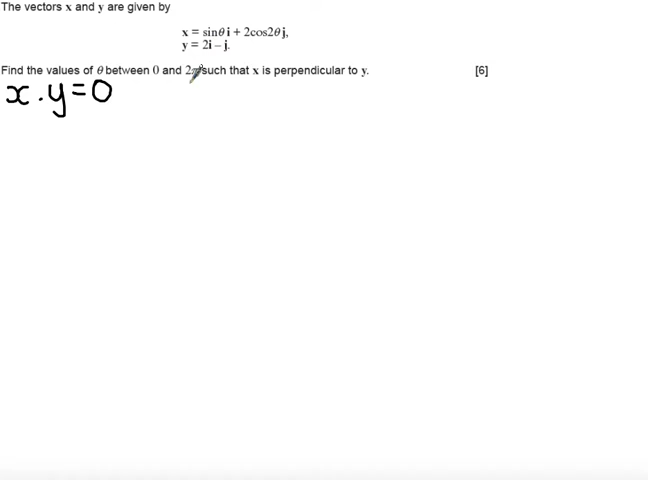 The vectors x and y are given by
x = sinθ i + 2cos2θ j,
y = 2i – j.
Find the values of θ between 0 and 2π such that x is perpendicular to y. [6]
x . y = 0